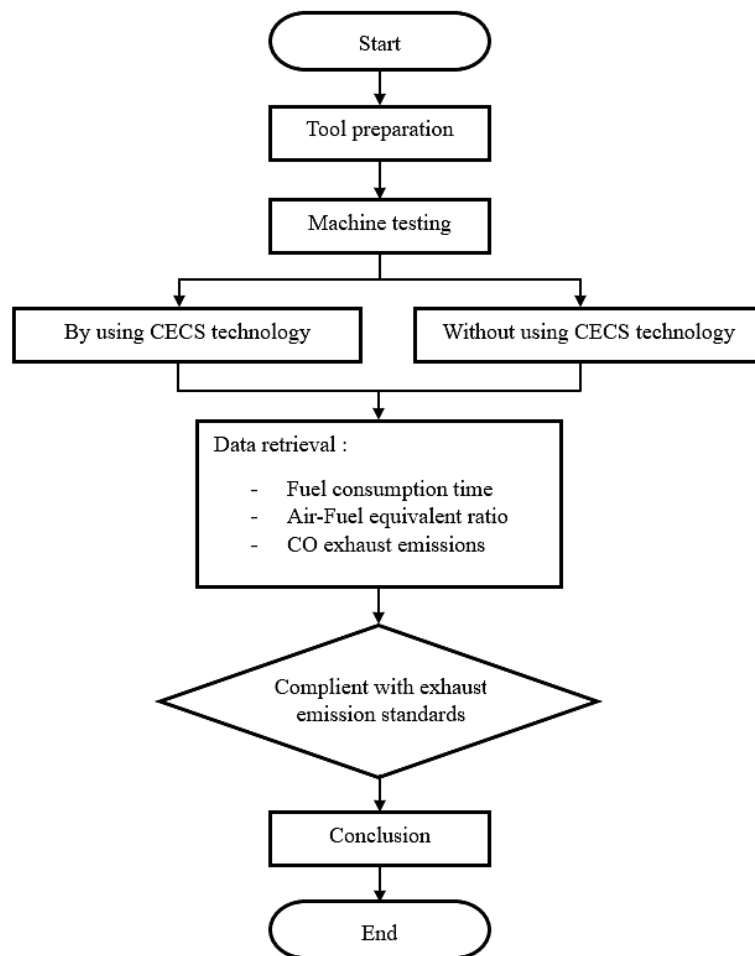 Start
Tool preparation
Machine testing
By using CECS technology
Without using CECS technology
Data retrieval :
- Fuel consumption time
- Air-Fuel equivalent ratio
- CO exhaust emissions
Complient with exhaust
emission standards
Conclusion
End